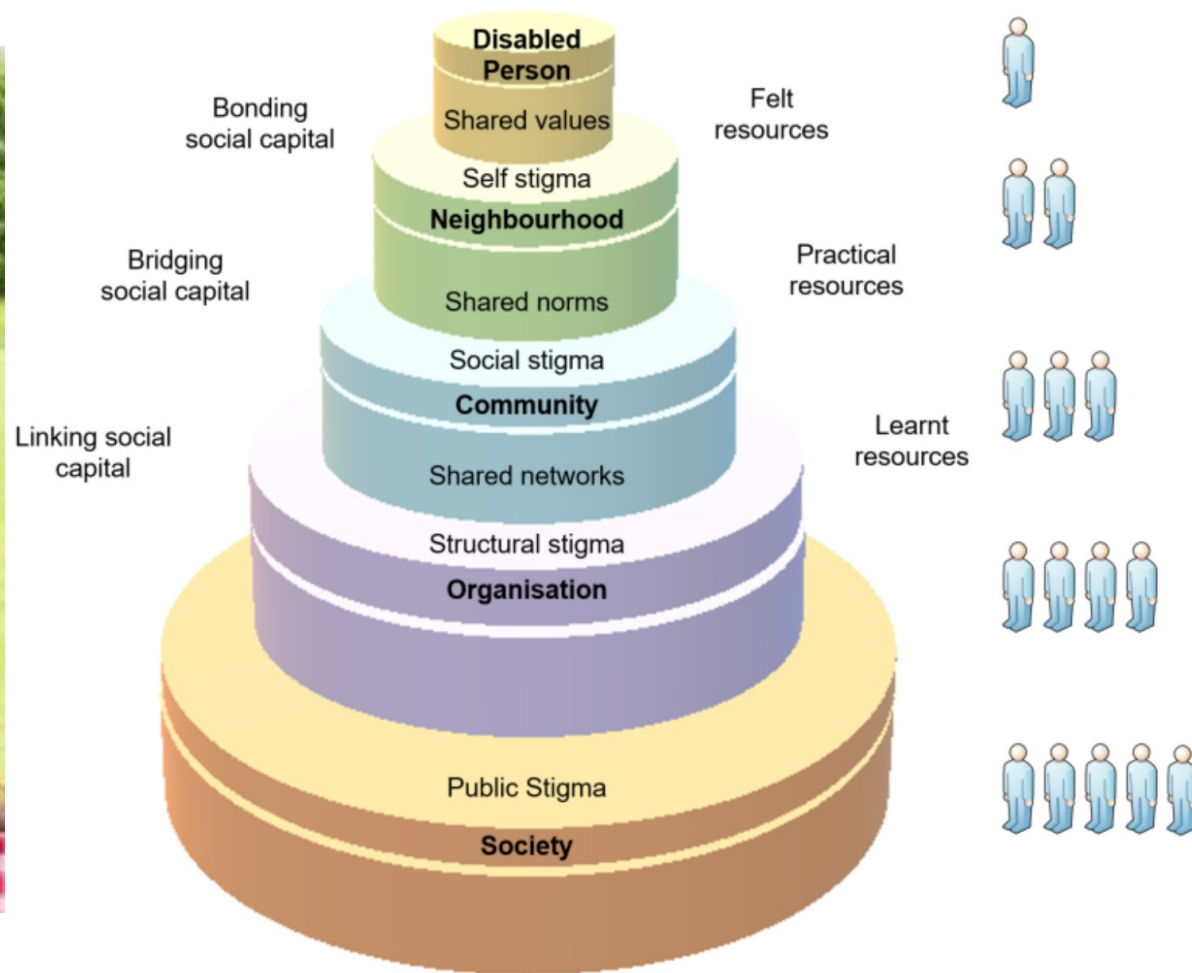 Disabled
Person
Shared values
Bonding
social capital
Felt
resources
Self stigma
Neighbourhood
Shared norms
Bridging
social capital
Practical
resources
Social stigma
Community
Shared networks
Linking social
capital
Learnt
resources
Structural stigma
Organisation
Public Stigma
Society